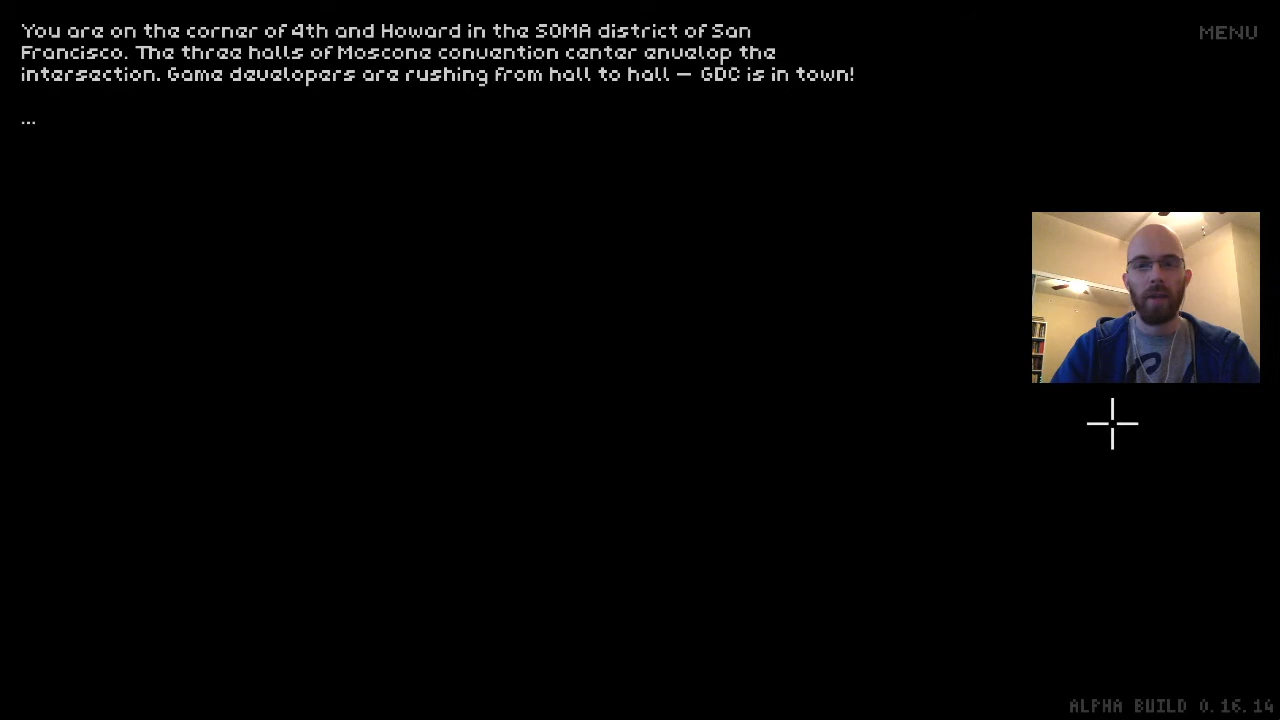 You are on the corner of 4th and Howard in the SOMA district of San
Francisco. The three halls of Moscone convention center envelop the
intersection. Game developers are rushing from hall to hall — GDC is in town!
...
MENU
ALPHA BUILD 0.16.14